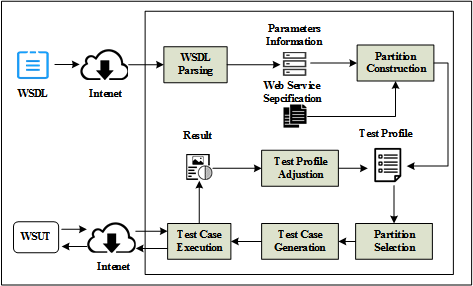 Parameters
Information
WSDL
Parsing
Partition
Construction
WSDL
Intenet
Web Service
Sepcification
Result
Test Profile
Test Profile
Adjustion
WSUT
Test Case
Execution
Test Case
Generation
Partition
Selection
Intenet